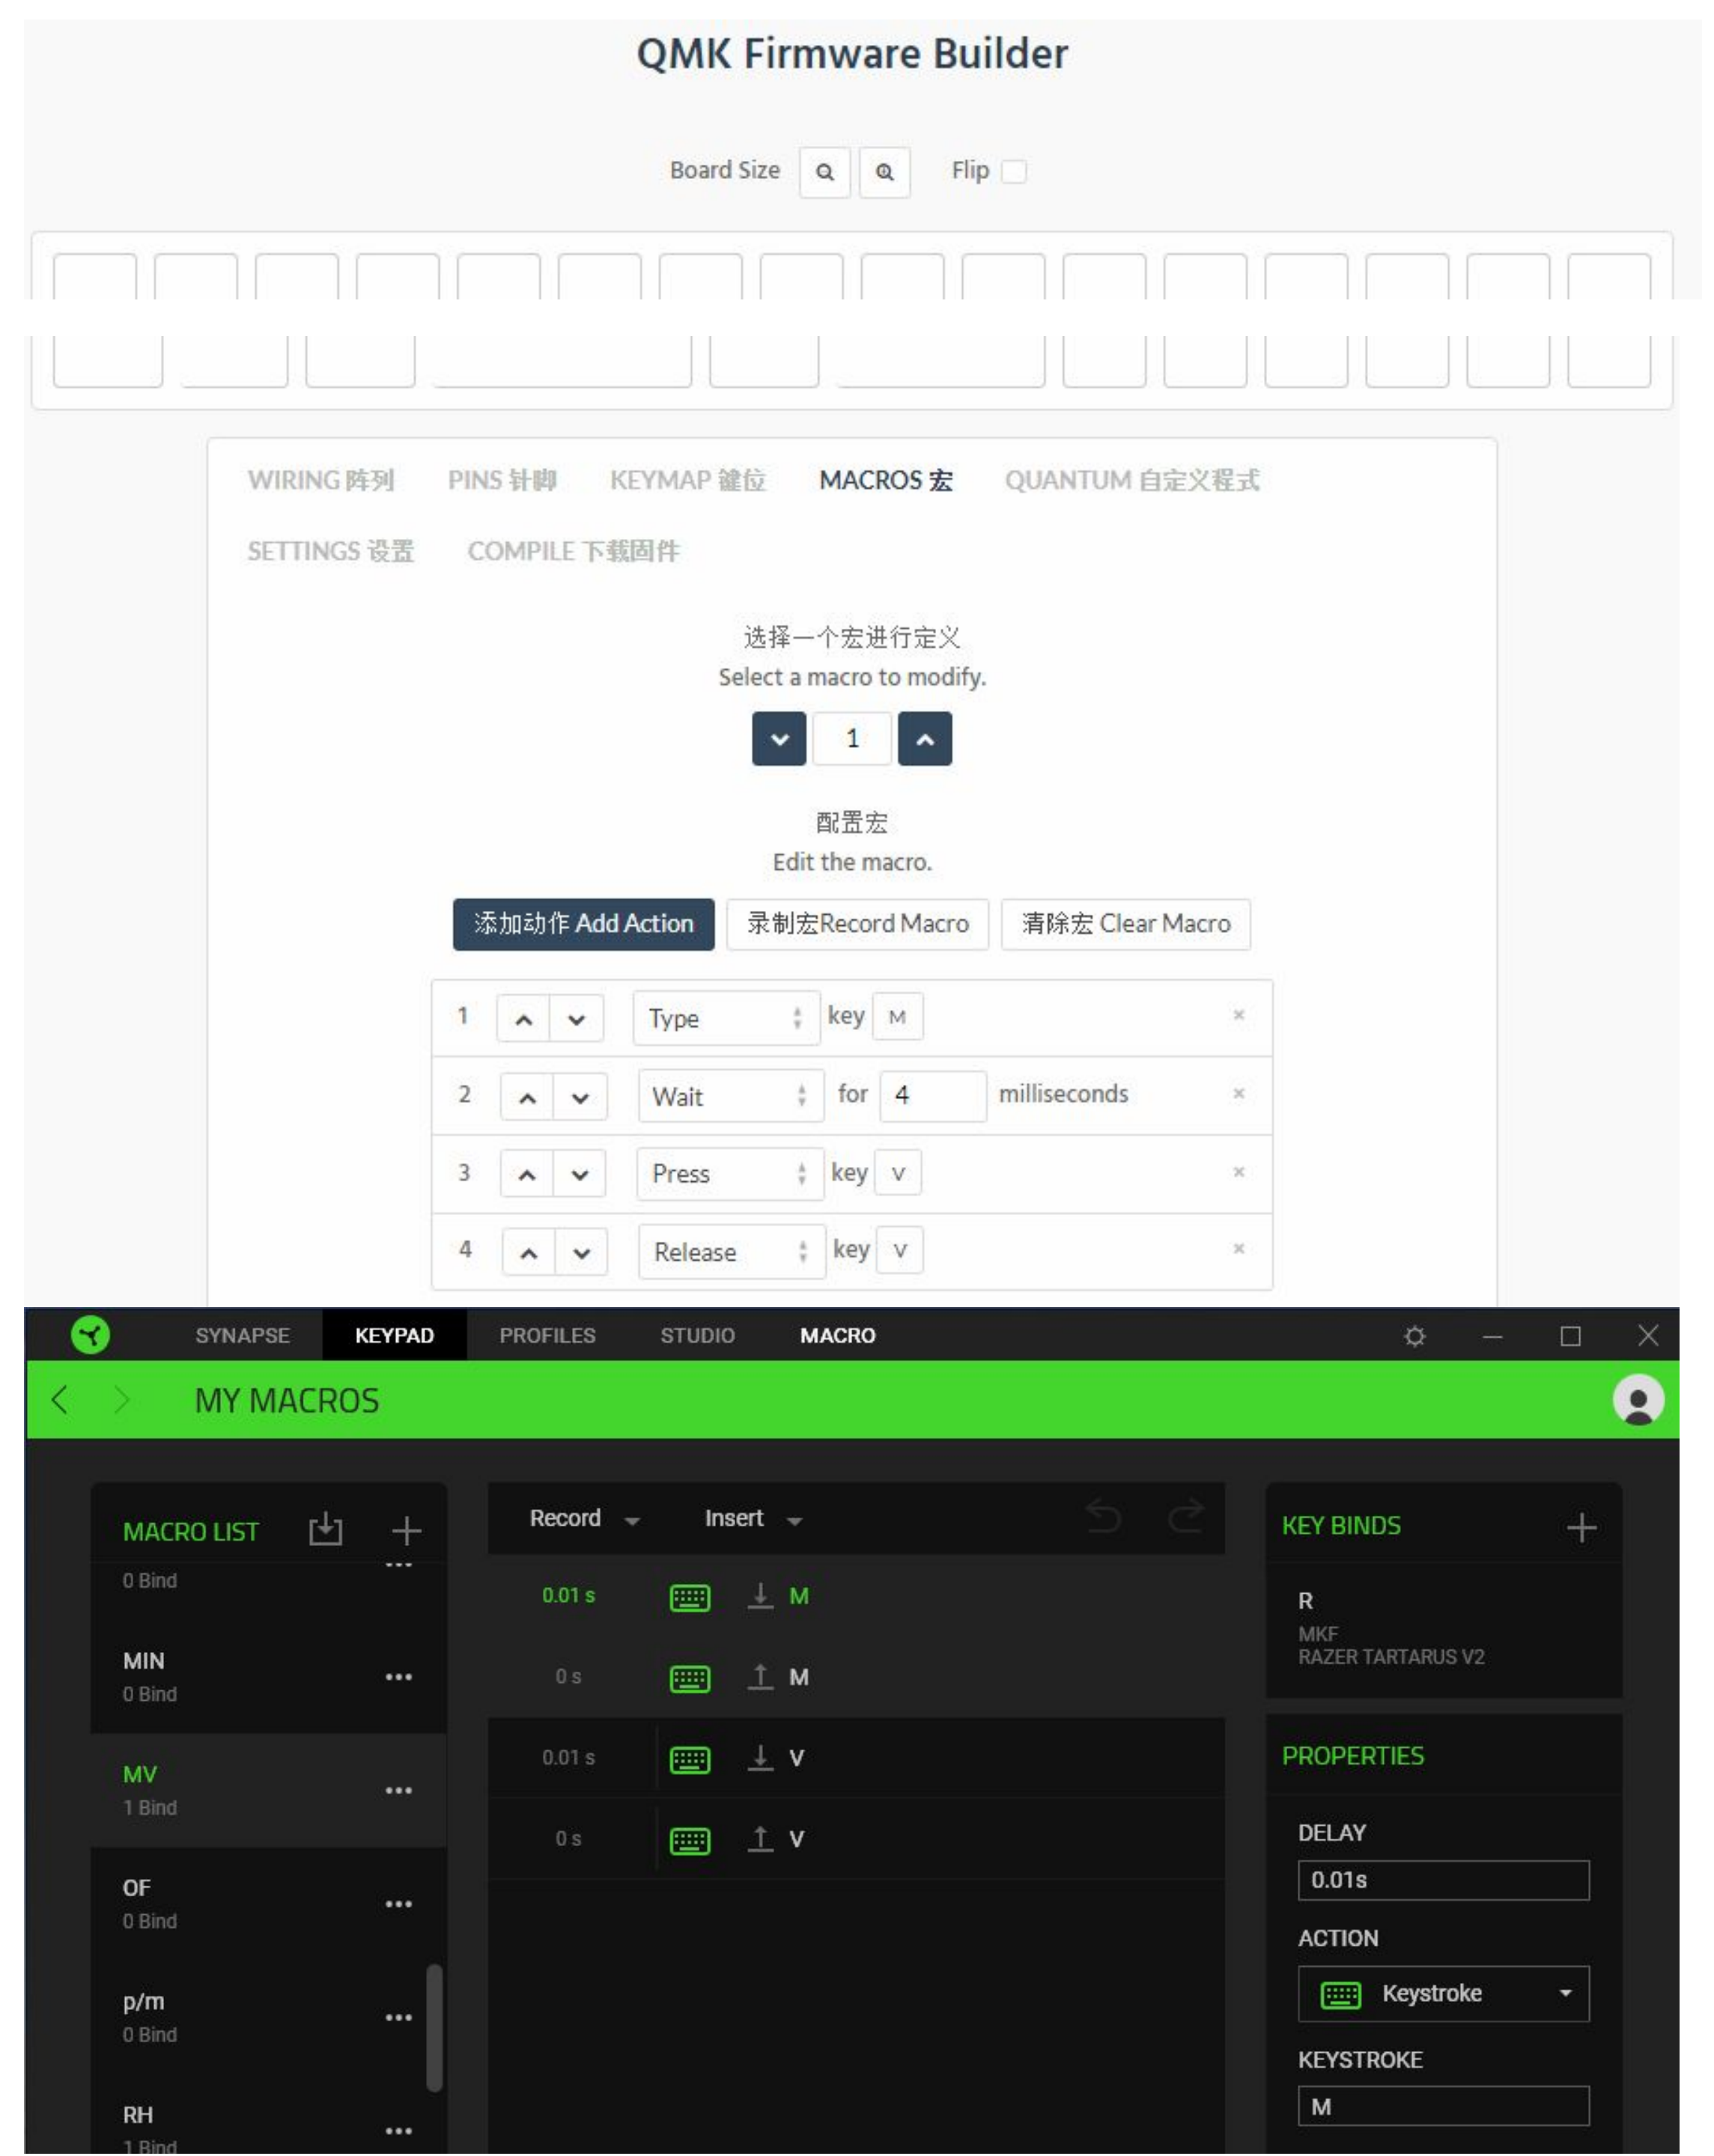 QMK Firmware Builder
Board Size Flip
WIRING 阵列 PINS 针脚 KEYMAP 键位 MACROS 宏 QUANTUM 自定义程式
SETTINGS 设置 COMPILE 下载固件
选择一个宏进行定义
Select a macro to modify.
1
配置宏
Edit the macro.
添加动作 Add Action 录制宏Record Macro 清除宏 Clear Macro
1 Type key M ×
2 Wait for 4 milliseconds ×
3 Press key V ×
4 Release key V ×
SYNAPSE KEYPAD PROFILES STUDIO MACRO
MY MACROS
MACRO LIST
0 Bind
MIN
0 Bind
MV
1 Bind
OF
0 Bind
p/m
0 Bind
RH
1 Bind
Record Insert
0.01 s M
0 s M
0.01 s V
0 s V
KEY BINDS
R
MKF
RAZER TARTARUS V2
PROPERTIES
DELAY
0.01s
ACTION
Keystroke
KEYSTROKE
M